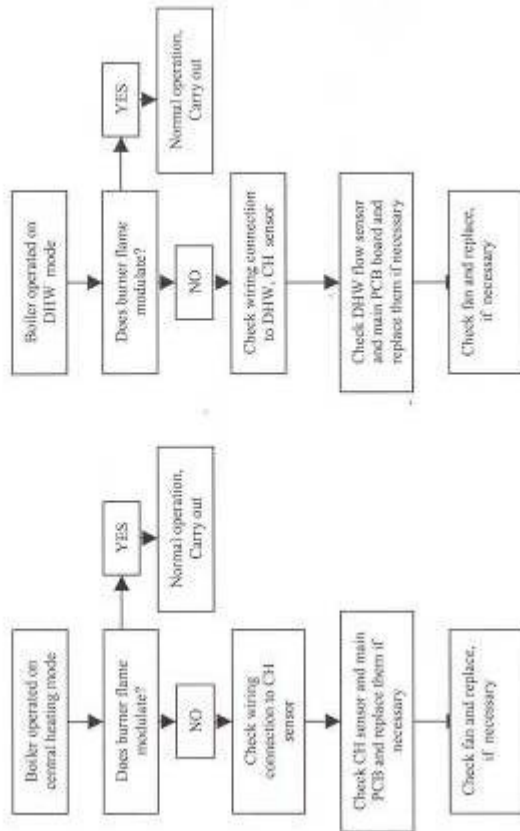 Boiler operated on
central heating mode
Does burner flame
modulate?
YES
Normal operation,
Carry out
NO
Check wiring
connection to CH
sensor
Check CH sensor and main
PCB and replace them if
necessary
Check fan and replace,
if necessary
Boiler operated on
DHW mode
Does burner flame
modulate?
YES
Normal operation,
Carry out
NO
Check wiring connection
to DHW, CH sensor
Check DHW flow sensor
and main PCB board and
replace them if necessary
Check fan and replace,
if necessary